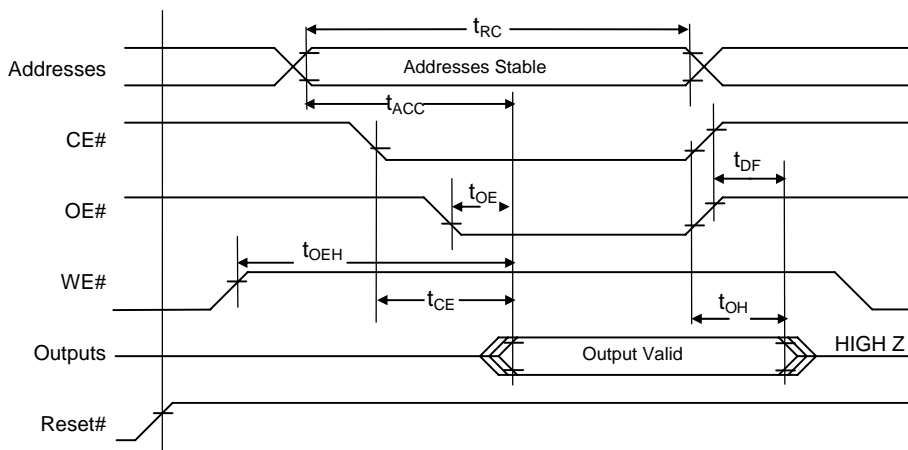 tRC
Addresses
Addresses Stable
tACC
CE#
tDF
tOE
OE#
tOEH
WE#
tCE
tOH
Outputs
Output Valid
HIGH Z
Reset#